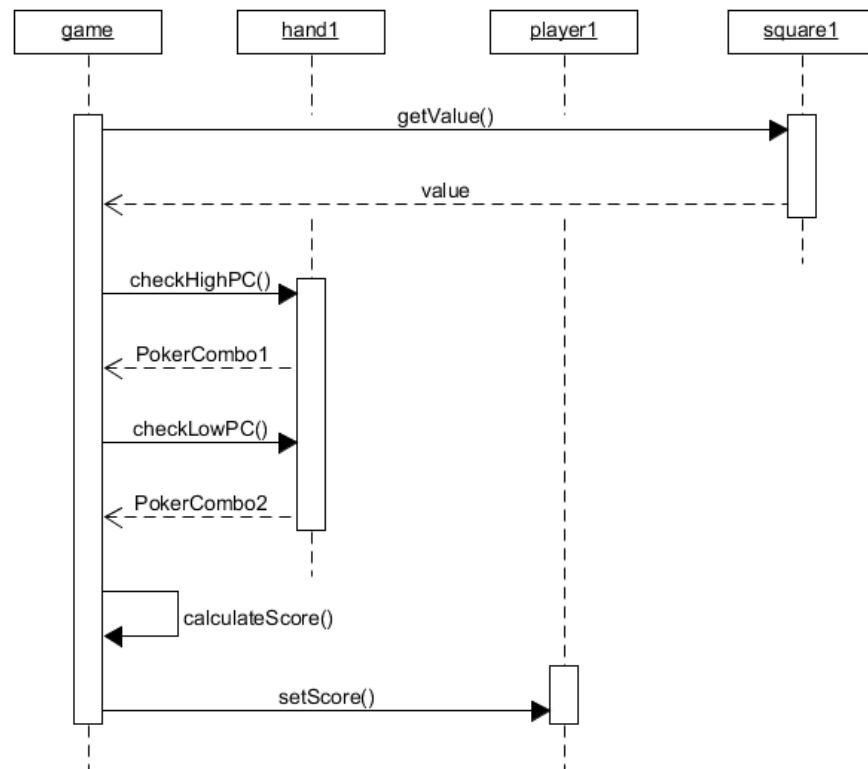 game
hand1
player1
square1
getValue()
value
checkHighPC()
PokerCombo1
checkLowPC()
PokerCombo2
calculateScore()
setScore()